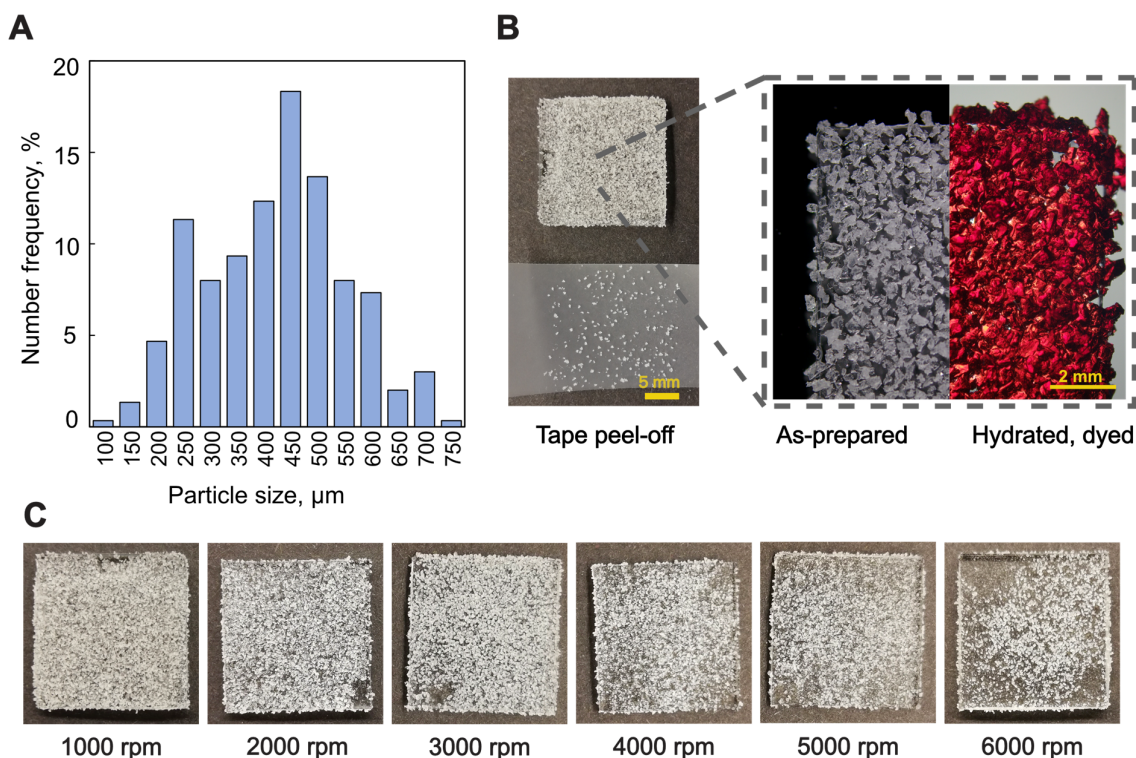 A
Number frequency, %
20
15
10
5
0
100
150
200
250
300
350
400
450
500
550
600
650
700
750
Particle size, μm
B
5 mm
2 mm
Tape peel-off
As-prepared
Hydrated, dyed
C
1000 rpm
2000 rpm
3000 rpm
4000 rpm
5000 rpm
6000 rpm